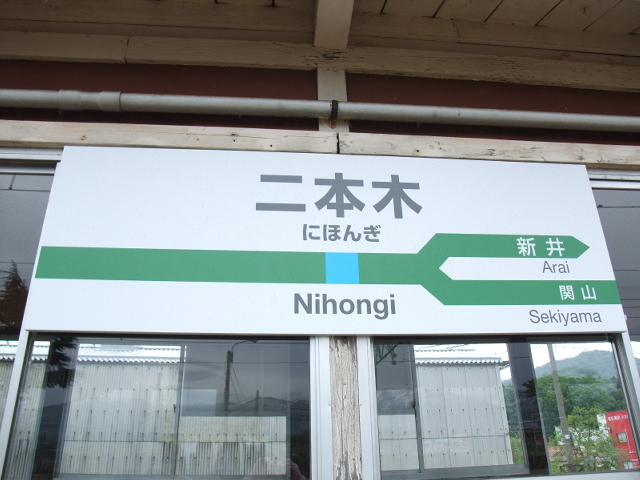 二本木
にほんぎ
新井
Arai
関山
Nihongi
Sekiyama